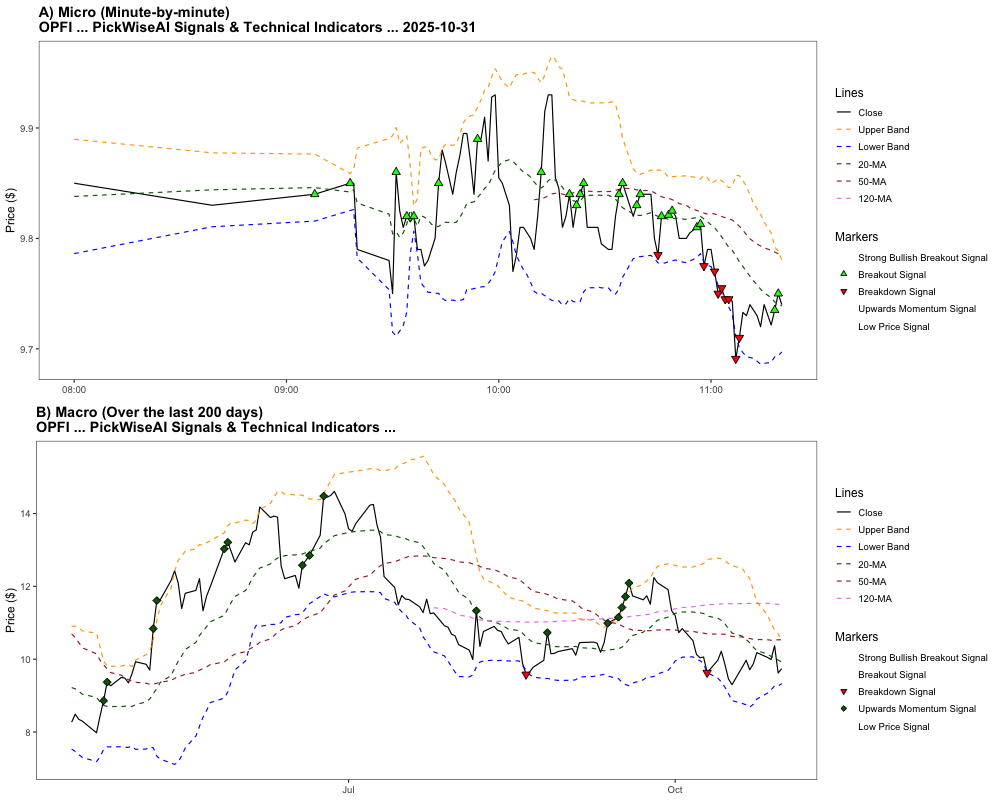 A) Micro (Minute-by-minute)
OPFI ... PickWiseAI Signals & Technical Indicators ... 2025-10-31
Price ($)
9.9
9.8
9.7
08:00
09:00
10:00
11:00
Lines
Close
Upper Band
Lower Band
20-MA
50-MA
120-MA
Markers
Strong Bullish Breakout Signal
Breakout Signal
Breakdown Signal
Upwards Momentum Signal
Low Price Signal
B) Macro (Over the last 200 days)
OPFI ... PickWiseAI Signals & Technical Indicators ...
Price ($)
14
12
10
8
Jul
Oct
Lines
Close
Upper Band
Lower Band
20-MA
50-MA
120-MA
Markers
Strong Bullish Breakout Signal
Breakout Signal
Breakdown Signal
Upwards Momentum Signal
Low Price Signal